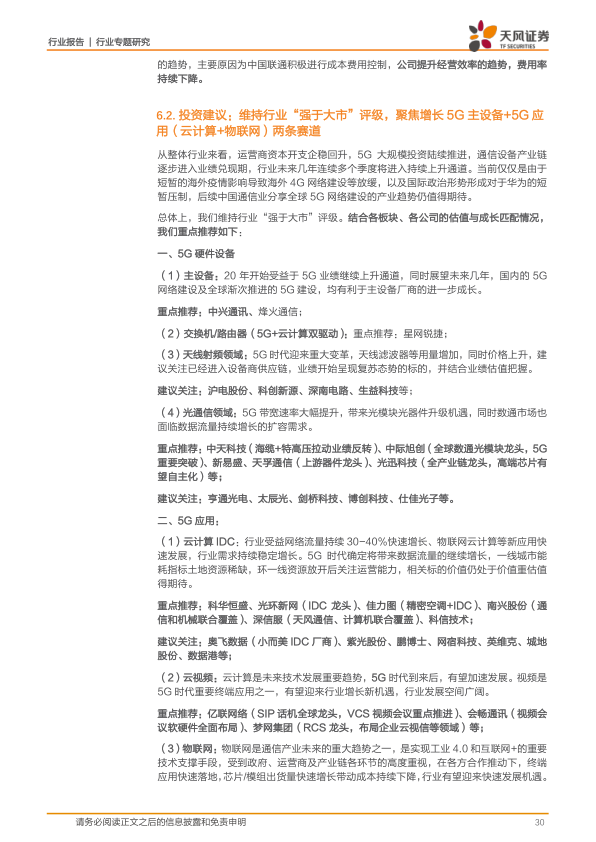 行业报告 | 行业专题研究
天风证券
TF SECURITIES
的趋势，主要原因为中国联通积极进行成本费用控制，公司提升经营效率的趋势，费用率
持续下降。
6.2. 投资建议：维持行业“强于大市”评级，聚焦增长 5G 主设备+5G 应
用（云计算+物联网）两条赛道
从整体行业来看，运营商资本开支企稳回升，5G 大规模投资陆续推进，通信设备产业链
逐步进入业绩兑现期，行业未来几年连续多个季度将进入持续上升通道。当前仅仅是由于
短暂的海外疫情影响导致海外 4G 网络建设等放缓，以及国际政治形势形成对于华为的短
暂压制，后续中国通信业分享全球 5G 网络建设的产业趋势仍值得期待。
总体上，我们维持行业“强于大市”评级。结合各板块、各公司的估值与成长匹配情况，
我们重点推荐如下：
一、5G 硬件设备
（1）主设备：20 年开始受益于 5G 业绩继续上升通道，同时展望未来几年，国内的 5G
网络建设及全球渐次推进的 5G 建设，均有利于主设备厂商的进一步成长。
重点推荐：中兴通讯、烽火通信；
（2）交换机/路由器（5G+云计算双驱动）；重点推荐：星网锐捷；
（3）天线射频领域：5G 时代迎来重大变革，天线滤波器等用量增加，同时价格上升，建
议关注已经进入设备商供应链，业绩开始呈现复苏态势的标的，并结合业绩估值把握。
建议关注：沪电股份、科创新源、深南电路、生益科技等；
（4）光通信领域：5G 带宽速率大幅提升，带来光模块光器件升级机遇，同时数通市场也
面临数据流量持续增长的扩容需求。
重点推荐：中天科技（海缆+特高压拉动业绩反转）、中际旭创（全球数通光模块龙头，5G
重要突破）、新易盛、天孚通信（上游器件龙头）、光迅科技（全产业链龙头，高端芯片有
望自主化）等；
建议关注：亨通光电、太辰光、剑桥科技、博创科技、仕佳光子等。
二、5G 应用：
（1）云计算 IDC：行业受益网络流量持续 30-40%快速增长、物联网云计算等新应用快
速发展，行业需求持续稳定增长。5G 时代确定将带来数据流量的继续增长，一线城市能
耗指标土地资源稀缺，环一线资源放开后关注运营能力，相关标的价值仍处于价值重估值
得期待。
重点推荐：科华恒盛、光环新网（IDC 龙头）、佳力图（精密空调+IDC）、南兴股份（通
信和机械联合覆盖）、深信服（天风通信、计算机联合覆盖）、科信技术；
建议关注：奥飞数据（小而美 IDC 厂商）、紫光股份、鹏博士、网宿科技、英维克、城地
股份、数据港等；
（2）云视频：云计算是未来技术发展重要趋势，5G 时代到来后，有望加速发展。视频是
5G 时代重要终端应用之一，有望迎来行业增长新机遇，行业发展空间广阔。
重点推荐：亿联网络（SIP 话机全球龙头，VCS 视频会议重点推进）、会畅通讯（视频会
议软硬件全面布局）、梦网集团（RCS 龙头，布局企业云视信等领域）等；
（3）物联网：物联网是通信产业未来的重大趋势之一，是实现工业 4.0 和互联网+的重要
技术支撑手段，受到政府、运营商及产业链各环节的高度重视，在各方合作推动下，终端
应用快速落地，芯片/模组出货量快速增长带动成本持续下降，行业有望迎来快速发展机遇。
请务必阅读正文之后的信息披露和免责申明
30